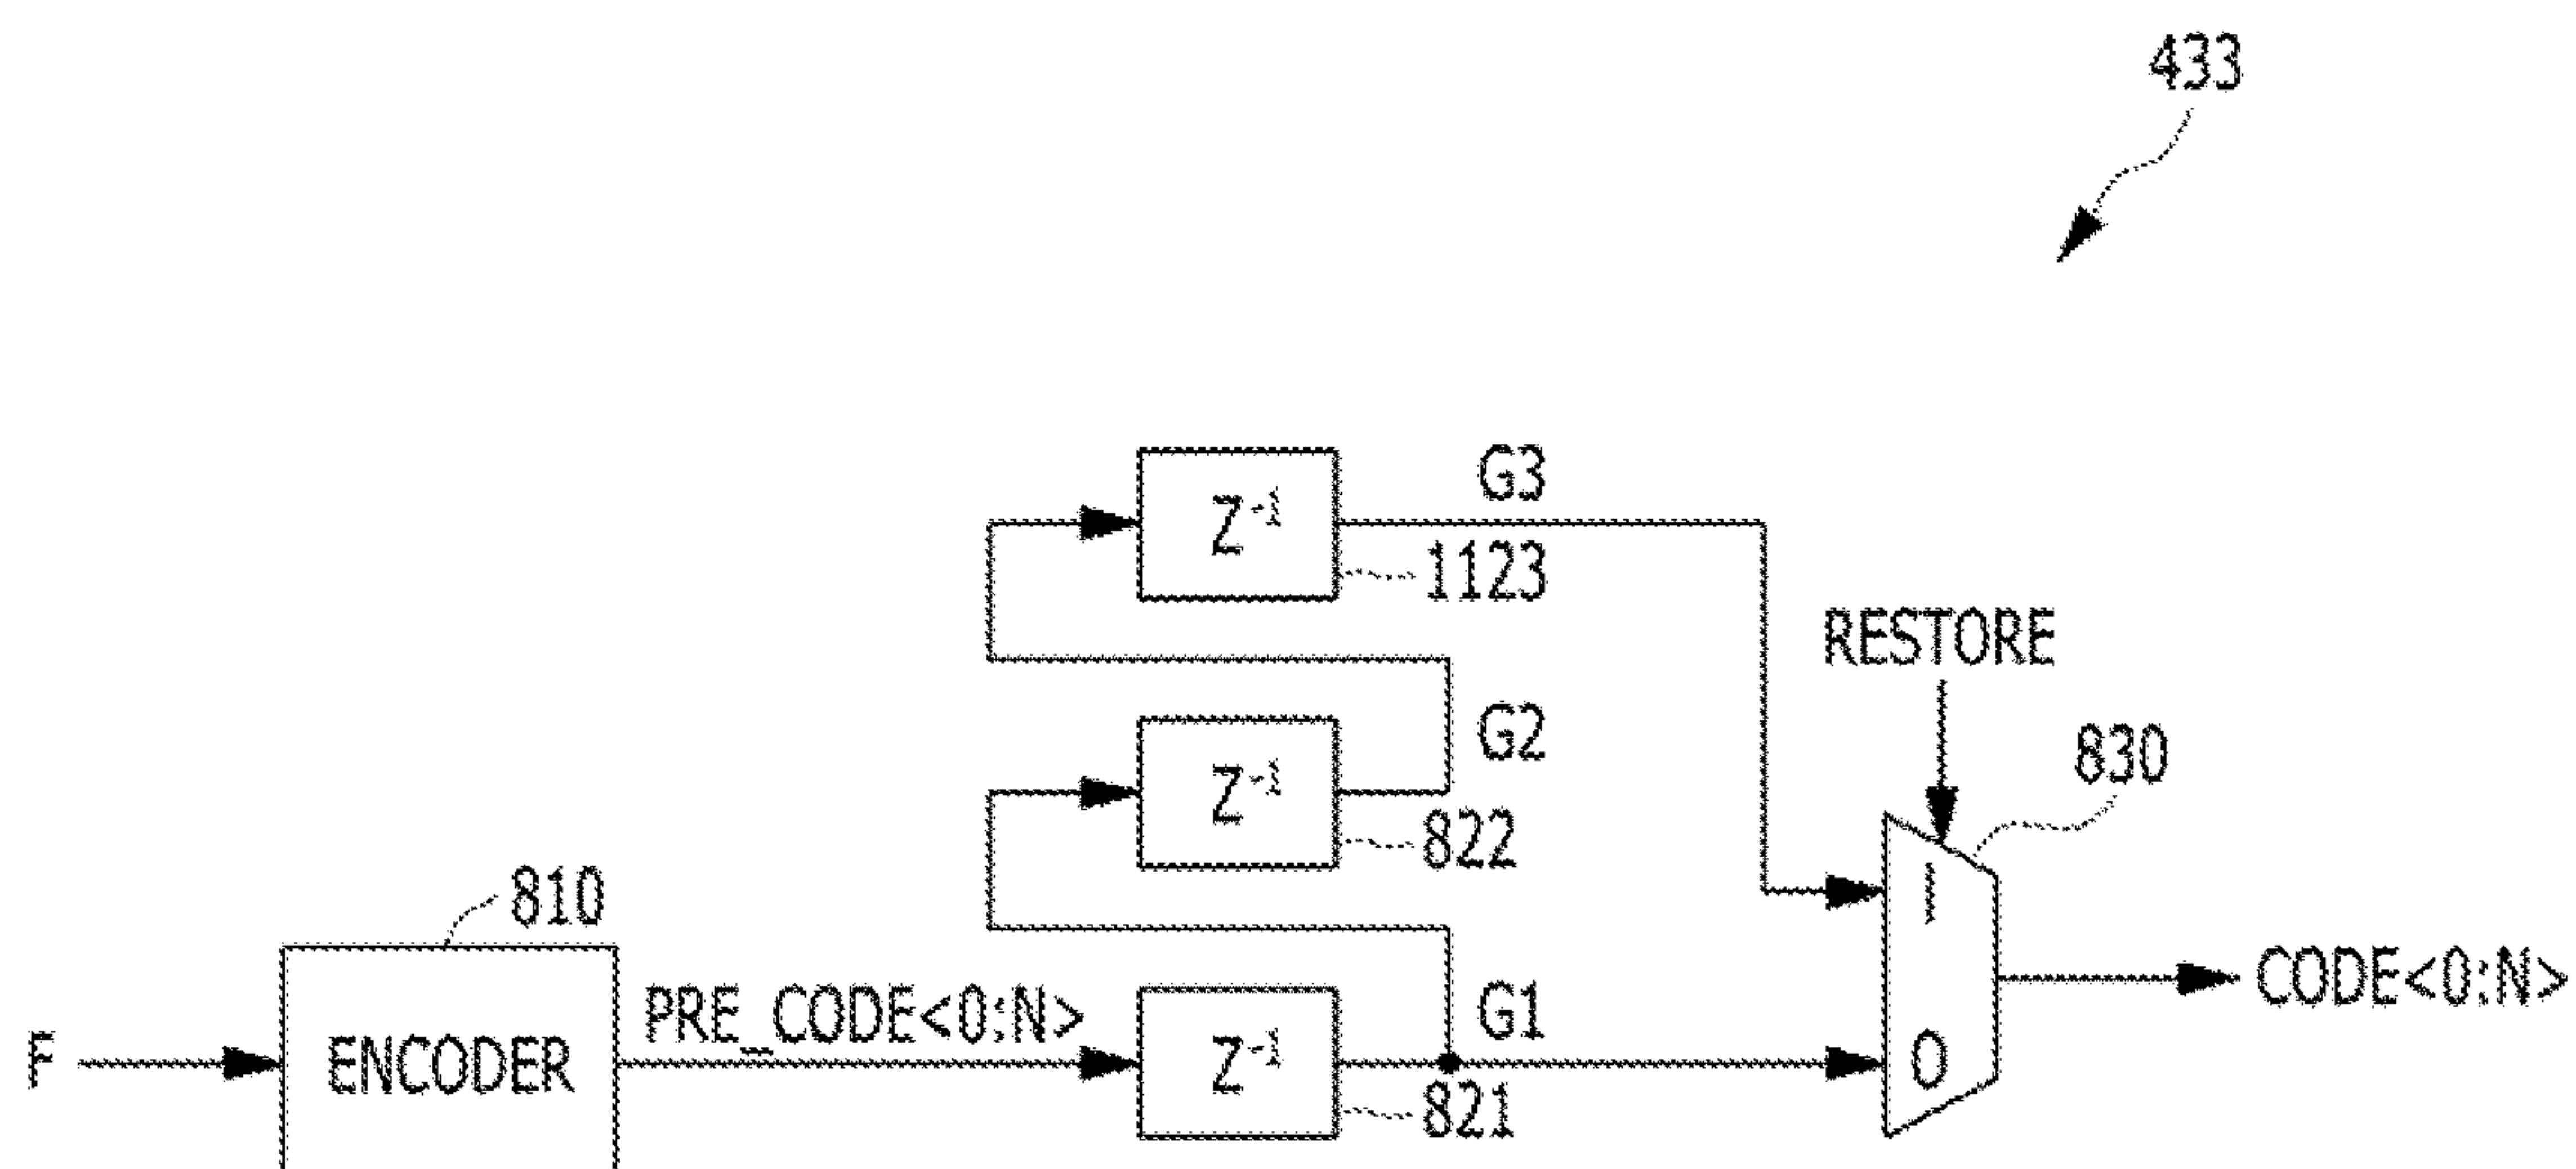 433
Z⁻¹
G3
1123
RESTORE
Z⁻¹
G2
822
830
810
ENCODER
F
PRE_CODE<0:N>
Z⁻¹
G1
821
1
0
CODE<0:N>